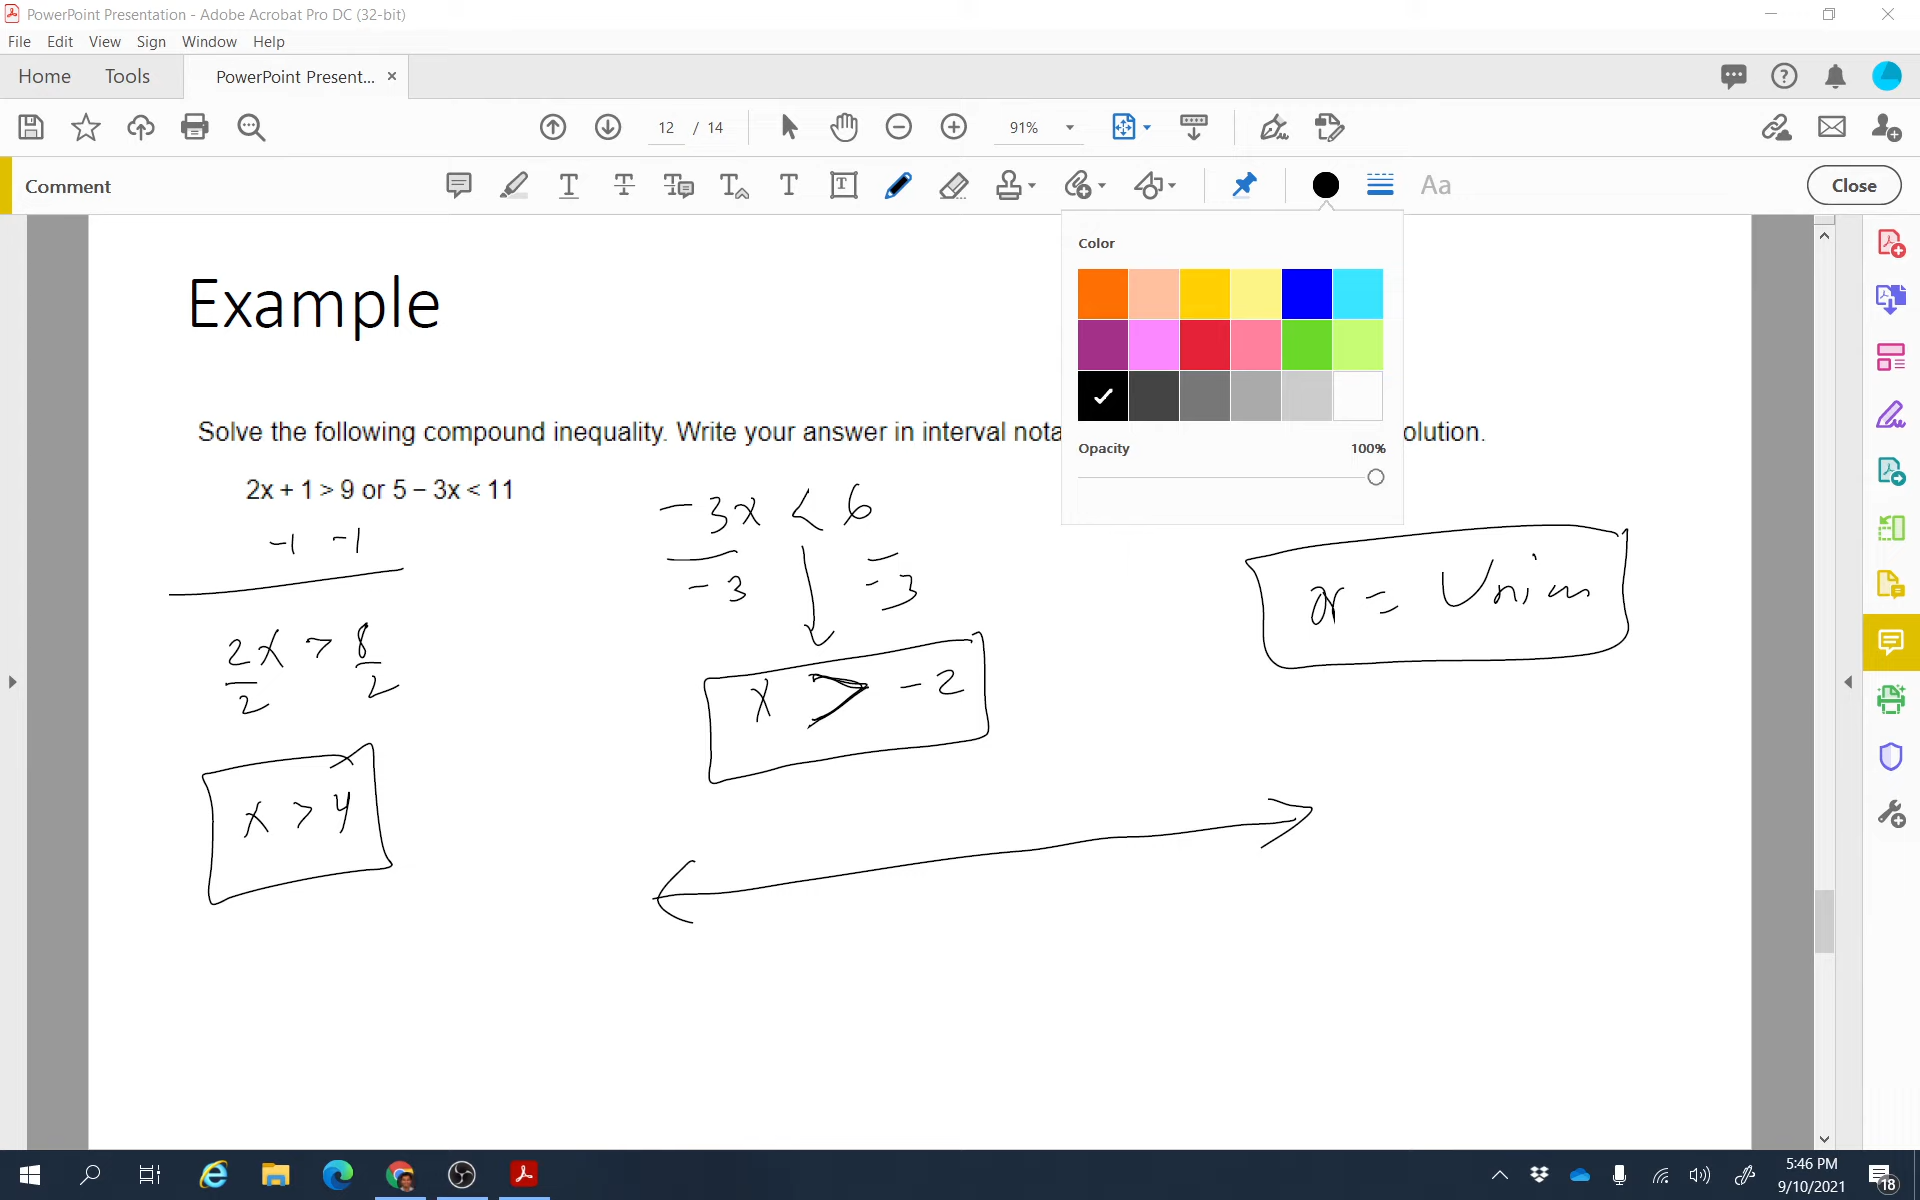 PowerPoint Presentation - Adobe Acrobat Pro DC (32-bit)
File Edit View Sign Window Help
Home Tools PowerPoint Present... ×
12 / 14 91%
Comment Aa Close
Color
Opacity 100%
Example
Solve the following compound inequality. Write your answer in interval nota olution.
2x + 1 > 9 or 5 – 3x < 11
-1 -1
2x > 8
2 2
x > 4
-3x < 6
-3 -3
x > -2
or = Union
5:46 PM
9/10/2021
18